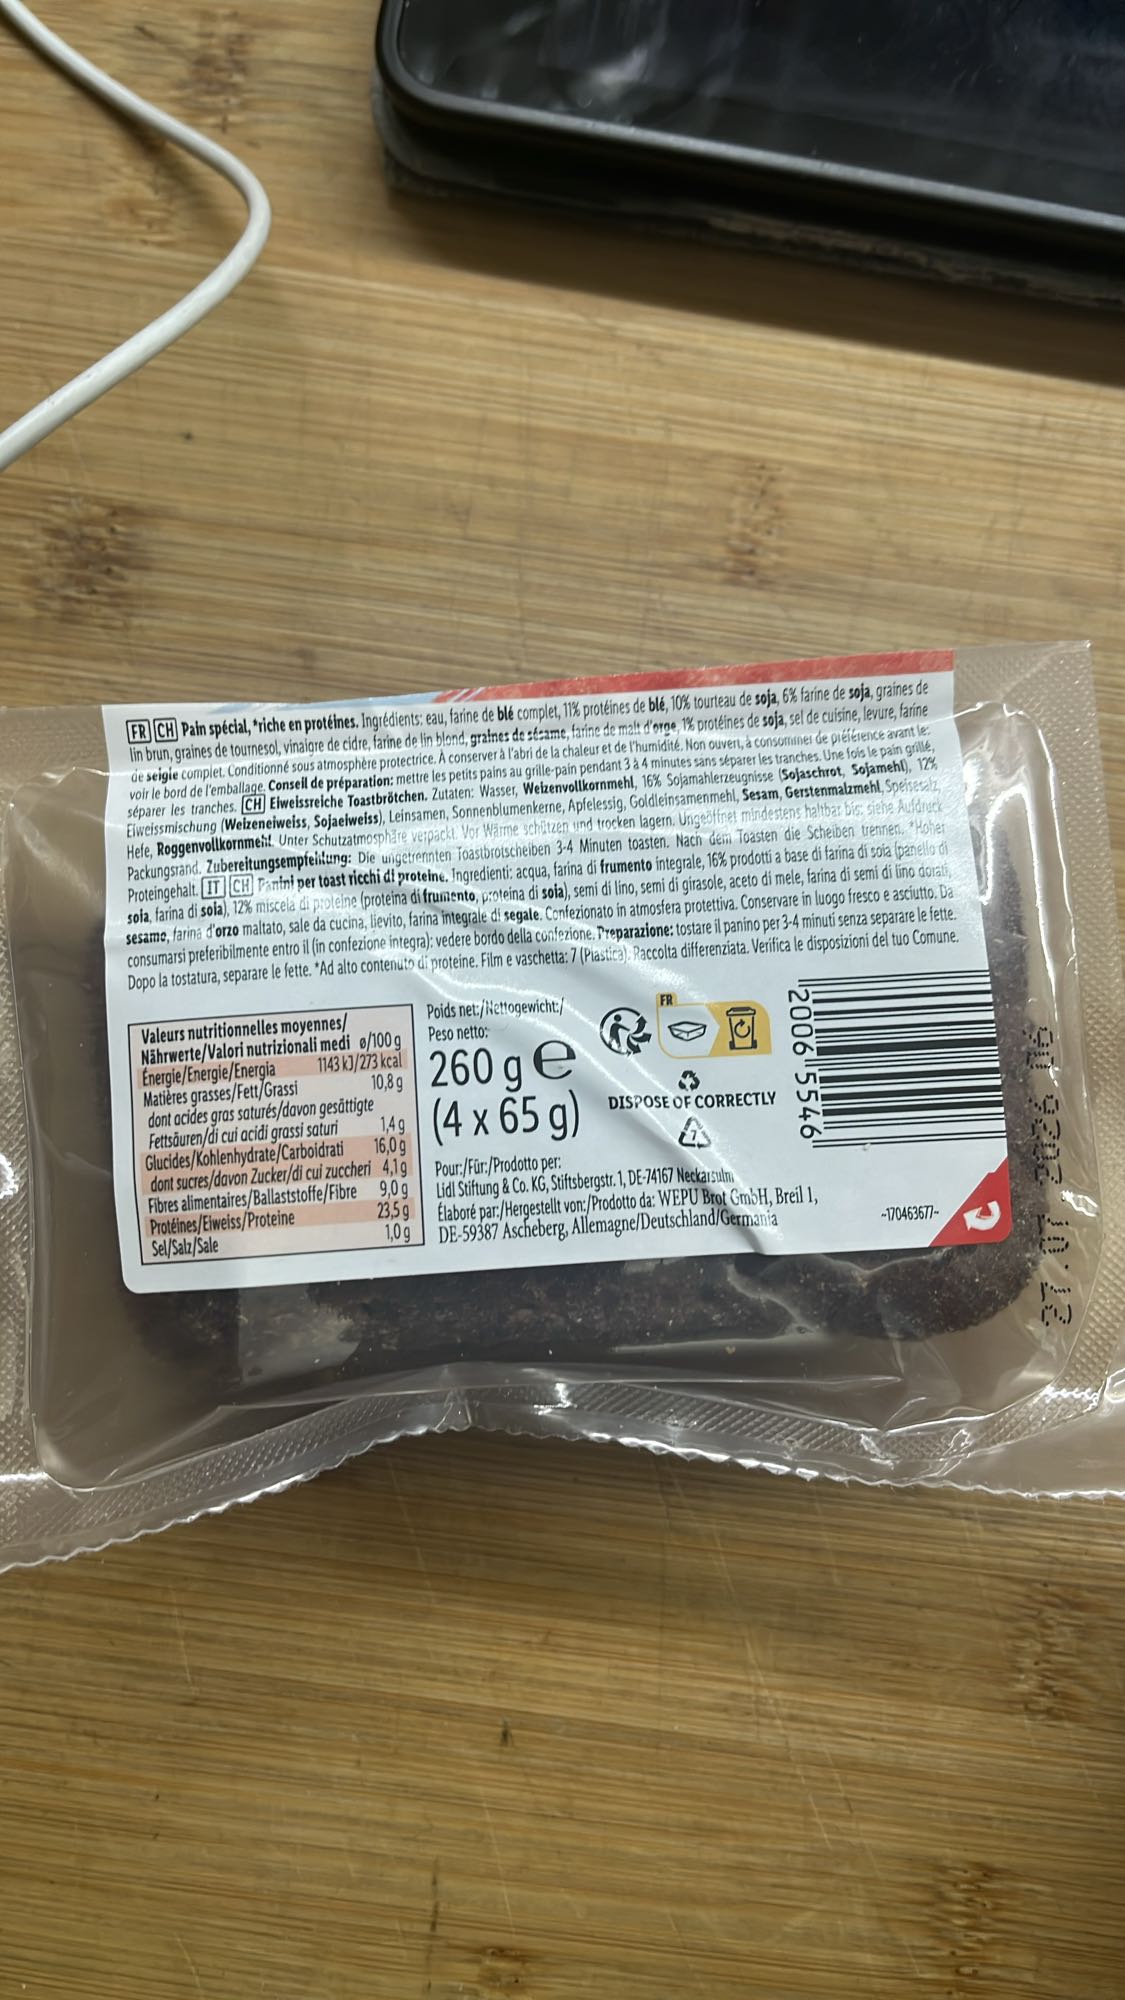 FR CH Pain spécial, *riche en protéines. Ingrédients: eau, farine de blé complet, 11% protéines de blé, 10% tourteau de soja, 6% farine de soja, graines de
lin brun, graines de tournesol, vinaigre de cidre, farine de lin blond, graines de sésame, farine de malt d'orge, 1% protéines de soja, sel de cuisine, levure, farine
de seigle complet. Conditionné sous atmosphère protectrice. À conserver à l'abri de la chaleur et de l'humidité. Non ouvert, à consommer de préférence avant le:
voir le bord de l'emballage. Conseil de préparation: mettre les petits pains au grille-pain pendant 3 à 4 minutes sans séparer les tranches. Une fois le pain grillé,
séparer les tranches. CH Eiweissreiche Toastbrötchen. Zutaten: Wasser, Weizenvollkornmehl, 16% Sojamahlerzeugnisse (Sojaschrot, Sojamehl), 12%
Eiweissmischung (Weizeneiweiss, Sojaeiweiss), Leinsamen, Sonnenblumenkerne, Apfelessig, Goldleinsamenmehl, Sesam, Gerstenmalzmehl, Speisesalz,
Hefe, Roggenvollkornmehl. Unter Schutzatmosphäre verpackt. Vor Wärme schützen und trocken lagern. Ungeöffnet mindestens haltbar bis: siehe Aufdruck
Packungsrand. Zubereitungsempfehlung: Die ungetrennten Toastbrotscheiben 3-4 Minuten toasten. Nach dem Toasten die Scheiben trennen. *Hoher
Proteingehalt. IT CH Panini per toast ricchi di proteine. Ingredienti: acqua, farina di frumento integrale, 16% prodotti a base di farina di soia (panello di
soia, farina di soia), 12% miscela di proteine (proteina di frumento, proteina di soia), semi di lino, semi di girasole, aceto di mele, farina di semi di lino dorati,
sesamo, farina d'orzo maltato, sale da cucina, lievito, farina integrale di segale. Confezionato in atmosfera protettiva. Conservare in luogo fresco e asciutto. Da
consumarsi preferibilmente entro il (in confezione integra): vedere bordo della confezione. Preparazione: tostare il panino per 3-4 minuti senza separare le fette.
Dopo la tostatura, separare le fette. *Ad alto contenuto di proteine. Film e vaschetta: 7 (Plastica). Raccolta differenziata. Verifica le disposizioni del tuo Comune.
Valeurs nutritionnelles moyennes/
Nährwerte/Valori nutrizionali medi ø/100 g
Énergie/Energie/Energia 1143 kJ/273 kcal
Matières grasses/Fett/Grassi 10,8 g
dont acides gras saturés/davon gesättigte
Fettsäuren/di cui acidi grassi saturi 1,4 g
Glucides/Kohlenhydrate/Carboidrati 16,0 g
dont sucres/davon Zucker/di cui zuccheri 4,1 g
Fibres alimentaires/Ballaststoffe/Fibre 9,0 g
Protéines/Eiweiss/Proteine 23,5 g
Sel/Salz/Sale 1,0 g
Poids net:/Nettogewicht:/
Peso netto:
260 g e
(4 x 65 g)
FR
DISPOSE OF CORRECTLY
7
Pour:/Für:/Prodotto per:
Lidl Stiftung & Co. KG, Stiftsbergstr. 1, DE-74167 Neckarsulm
Élaboré par:/Hergestellt von:/Prodotto da: WEPU Brot GmbH, Breil 1,
DE-59387 Ascheberg, Allemagne/Deutschland/Germania
2006 5546
-170463677-